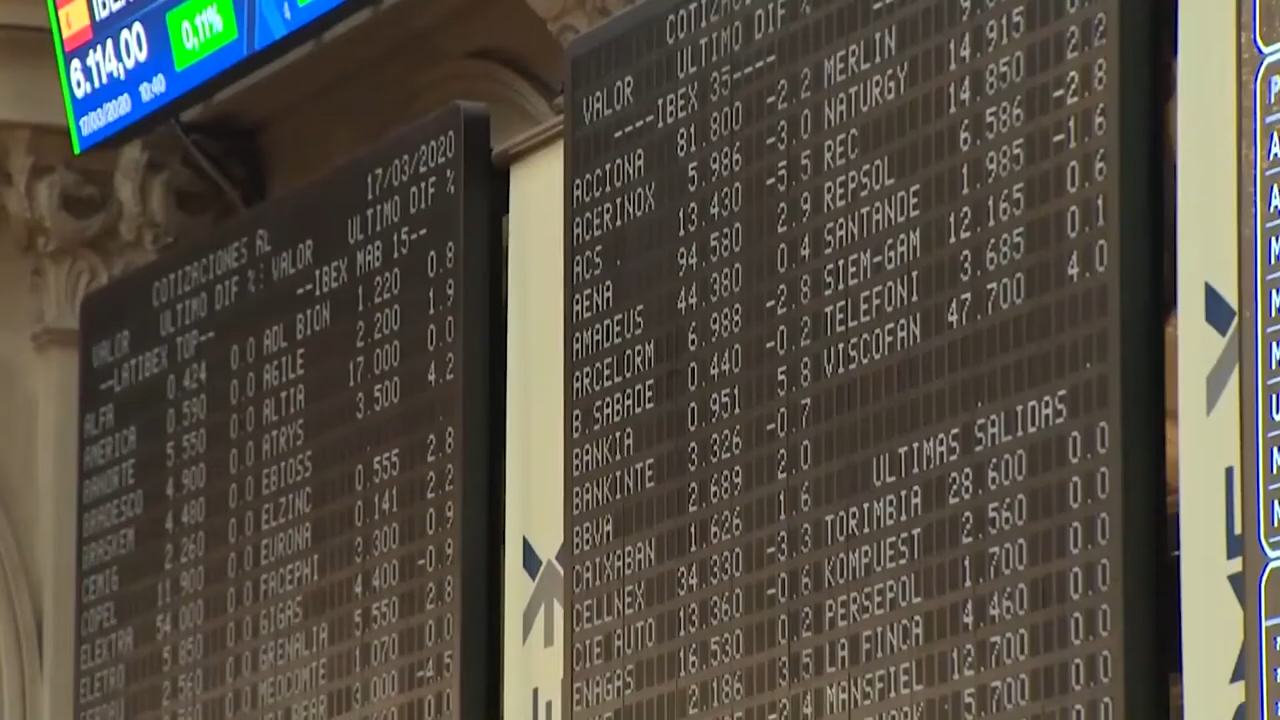 6.114,00 0,11%
17/03/2020 10:40
17/03/2020
COTIZACIONES AL
VALOR ULTIMO DIF %: VALOR ULTIMO DIF %
--LATIBEX TOP-- --IBEX MAB 15--
ALFA 0.424 0.0 ADL BION 1.220 0.8
AMERICA 0.590 0.0 AGILE 2.200 1.9
BANORTE 5.550 0.0 ALTIA 17.000 0.0
BRADESCO 4.900 0.0 ATRYS 3.500 4.2
BRASKEM 4.480 0.0 EBIOSS
CEMIG 2.260 0.0 ELZINC 0.555 2.8
COPEL 11.900 0.0 EURONA 0.141 2.2
ELEKTRA 54.000 0.0 FACEPHI 3.300 0.9
ELETRO 5.850 0.0 GIGAS 4.400 -0.9
2.560 0.0 GRENALIA 5.550 2.8
0.0 MEDCOMTE 1.070 0.0
3.000 -4.5
VALOR ULTIMO DIF %
----IBEX 35----
ACCIONA 81.800 -2.2 MERLIN
ACERINOX 5.986 -3.0 NATURGY 14.915
ACS 13.430 -5.5 REC 14.850 2.2
AENA 94.580 2.9 REPSOL 6.586 -2.8
AMADEUS 44.380 0.4 SANTANDE 1.985 -1.6
ARCELORM 6.988 -2.8 SIEM-GAM 12.165 0.6
B.SABADE 0.440 -0.2 TELEFONI 3.685 0.1
BANKIA 0.951 5.8 VISCOFAN 47.700 4.0
BANKINTE 3.326 -0.7
BBVA 2.689 2.0 ULTIMAS SALIDAS
CAIXABAN 1.626 1.6 TORIMBIA 28.600 0.0
CELLNEX 34.330 -3.3 KOMPUEST 2.560 0.0
CIE AUTO 13.360 -0.6 PERSEPOL 1.700 0.0
ENAGAS 16.530 0.2 LA FINCA 4.460 0.0
2.186 3.5 MANSFIEL 12.700 0.0
-2.4 5.700 0.0